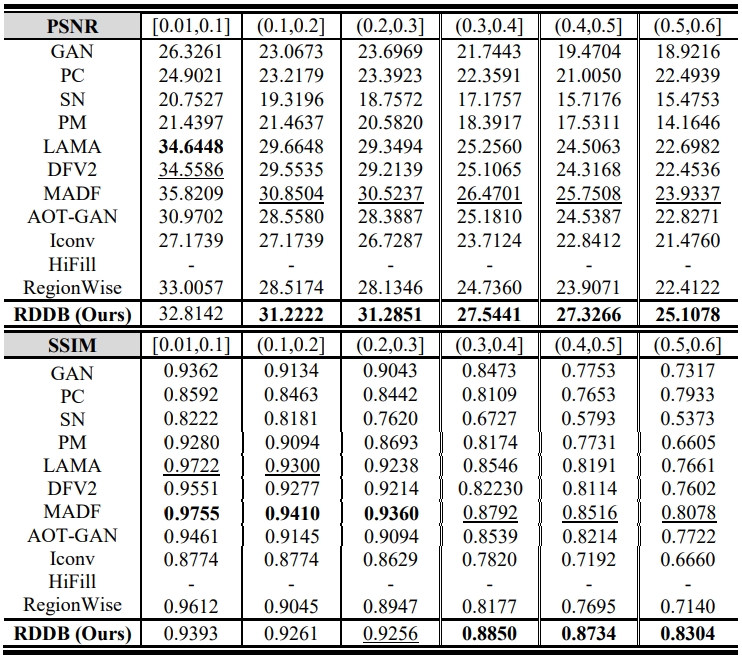 PSNR [0.01,0.1] (0.1,0.2] (0.2,0.3] (0.3,0.4] (0.4,0.5] (0.5,0.6]
GAN 26.3261 23.0673 23.6969 21.7443 19.4704 18.9216
PC 24.9021 23.2179 23.3923 22.3591 21.0050 22.4939
SN 20.7527 19.3196 18.7572 17.1757 15.7176 15.4753
PM 21.4397 21.4637 20.5820 18.3917 17.5311 14.1646
LAMA 34.6448 29.6648 29.3494 25.2560 24.5063 22.6982
DFV2 34.5586 29.5535 29.2139 25.1065 24.3168 22.4536
MADF 35.8209 30.8504 30.5237 26.4701 25.7508 23.9337
AOT-GAN 30.9702 28.5580 28.3887 25.1810 24.5387 22.8271
Iconv 27.1739 27.1739 26.7287 23.7124 22.8412 21.4760
HiFill - - - - - -
RegionWise 33.0057 28.5174 28.1346 24.7360 23.9071 22.4122
RDDB (Ours) 32.8142 31.2222 31.2851 27.5441 27.3266 25.1078
SSIM [0.01,0.1] (0.1,0.2] (0.2,0.3] (0.3,0.4] (0.4,0.5] (0.5,0.6]
GAN 0.9362 0.9134 0.9043 0.8473 0.7753 0.7317
PC 0.8592 0.8463 0.8442 0.8109 0.7653 0.7933
SN 0.8222 0.8181 0.7620 0.6727 0.5793 0.5373
PM 0.9280 0.9094 0.8693 0.8174 0.7731 0.6605
LAMA 0.9722 0.9300 0.9238 0.8546 0.8191 0.7661
DFV2 0.9551 0.9277 0.9214 0.82230 0.8114 0.7602
MADF 0.9755 0.9410 0.9360 0.8792 0.8516 0.8078
AOT-GAN 0.9461 0.9145 0.9094 0.8539 0.8214 0.7722
Iconv 0.8774 0.8774 0.8629 0.7820 0.7192 0.6660
HiFill - - - - - -
RegionWise 0.9612 0.9045 0.8947 0.8177 0.7695 0.7140
RDDB (Ours) 0.9393 0.9261 0.9256 0.8850 0.8734 0.8304